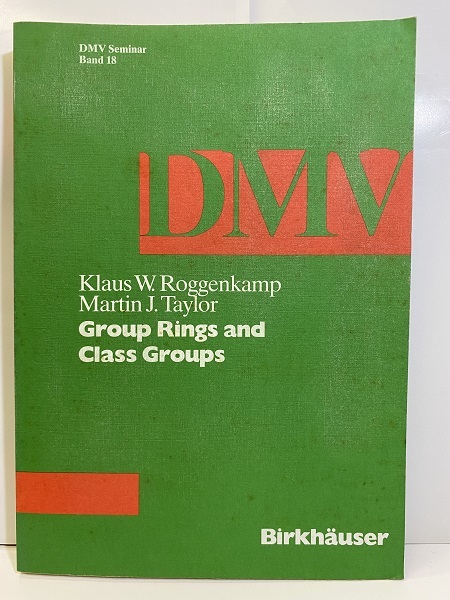 DMV Seminar
Band 18
DMV
Klaus W. Roggenkamp
Martin J. Taylor
Group Rings and
Class Groups
Birkhäuser